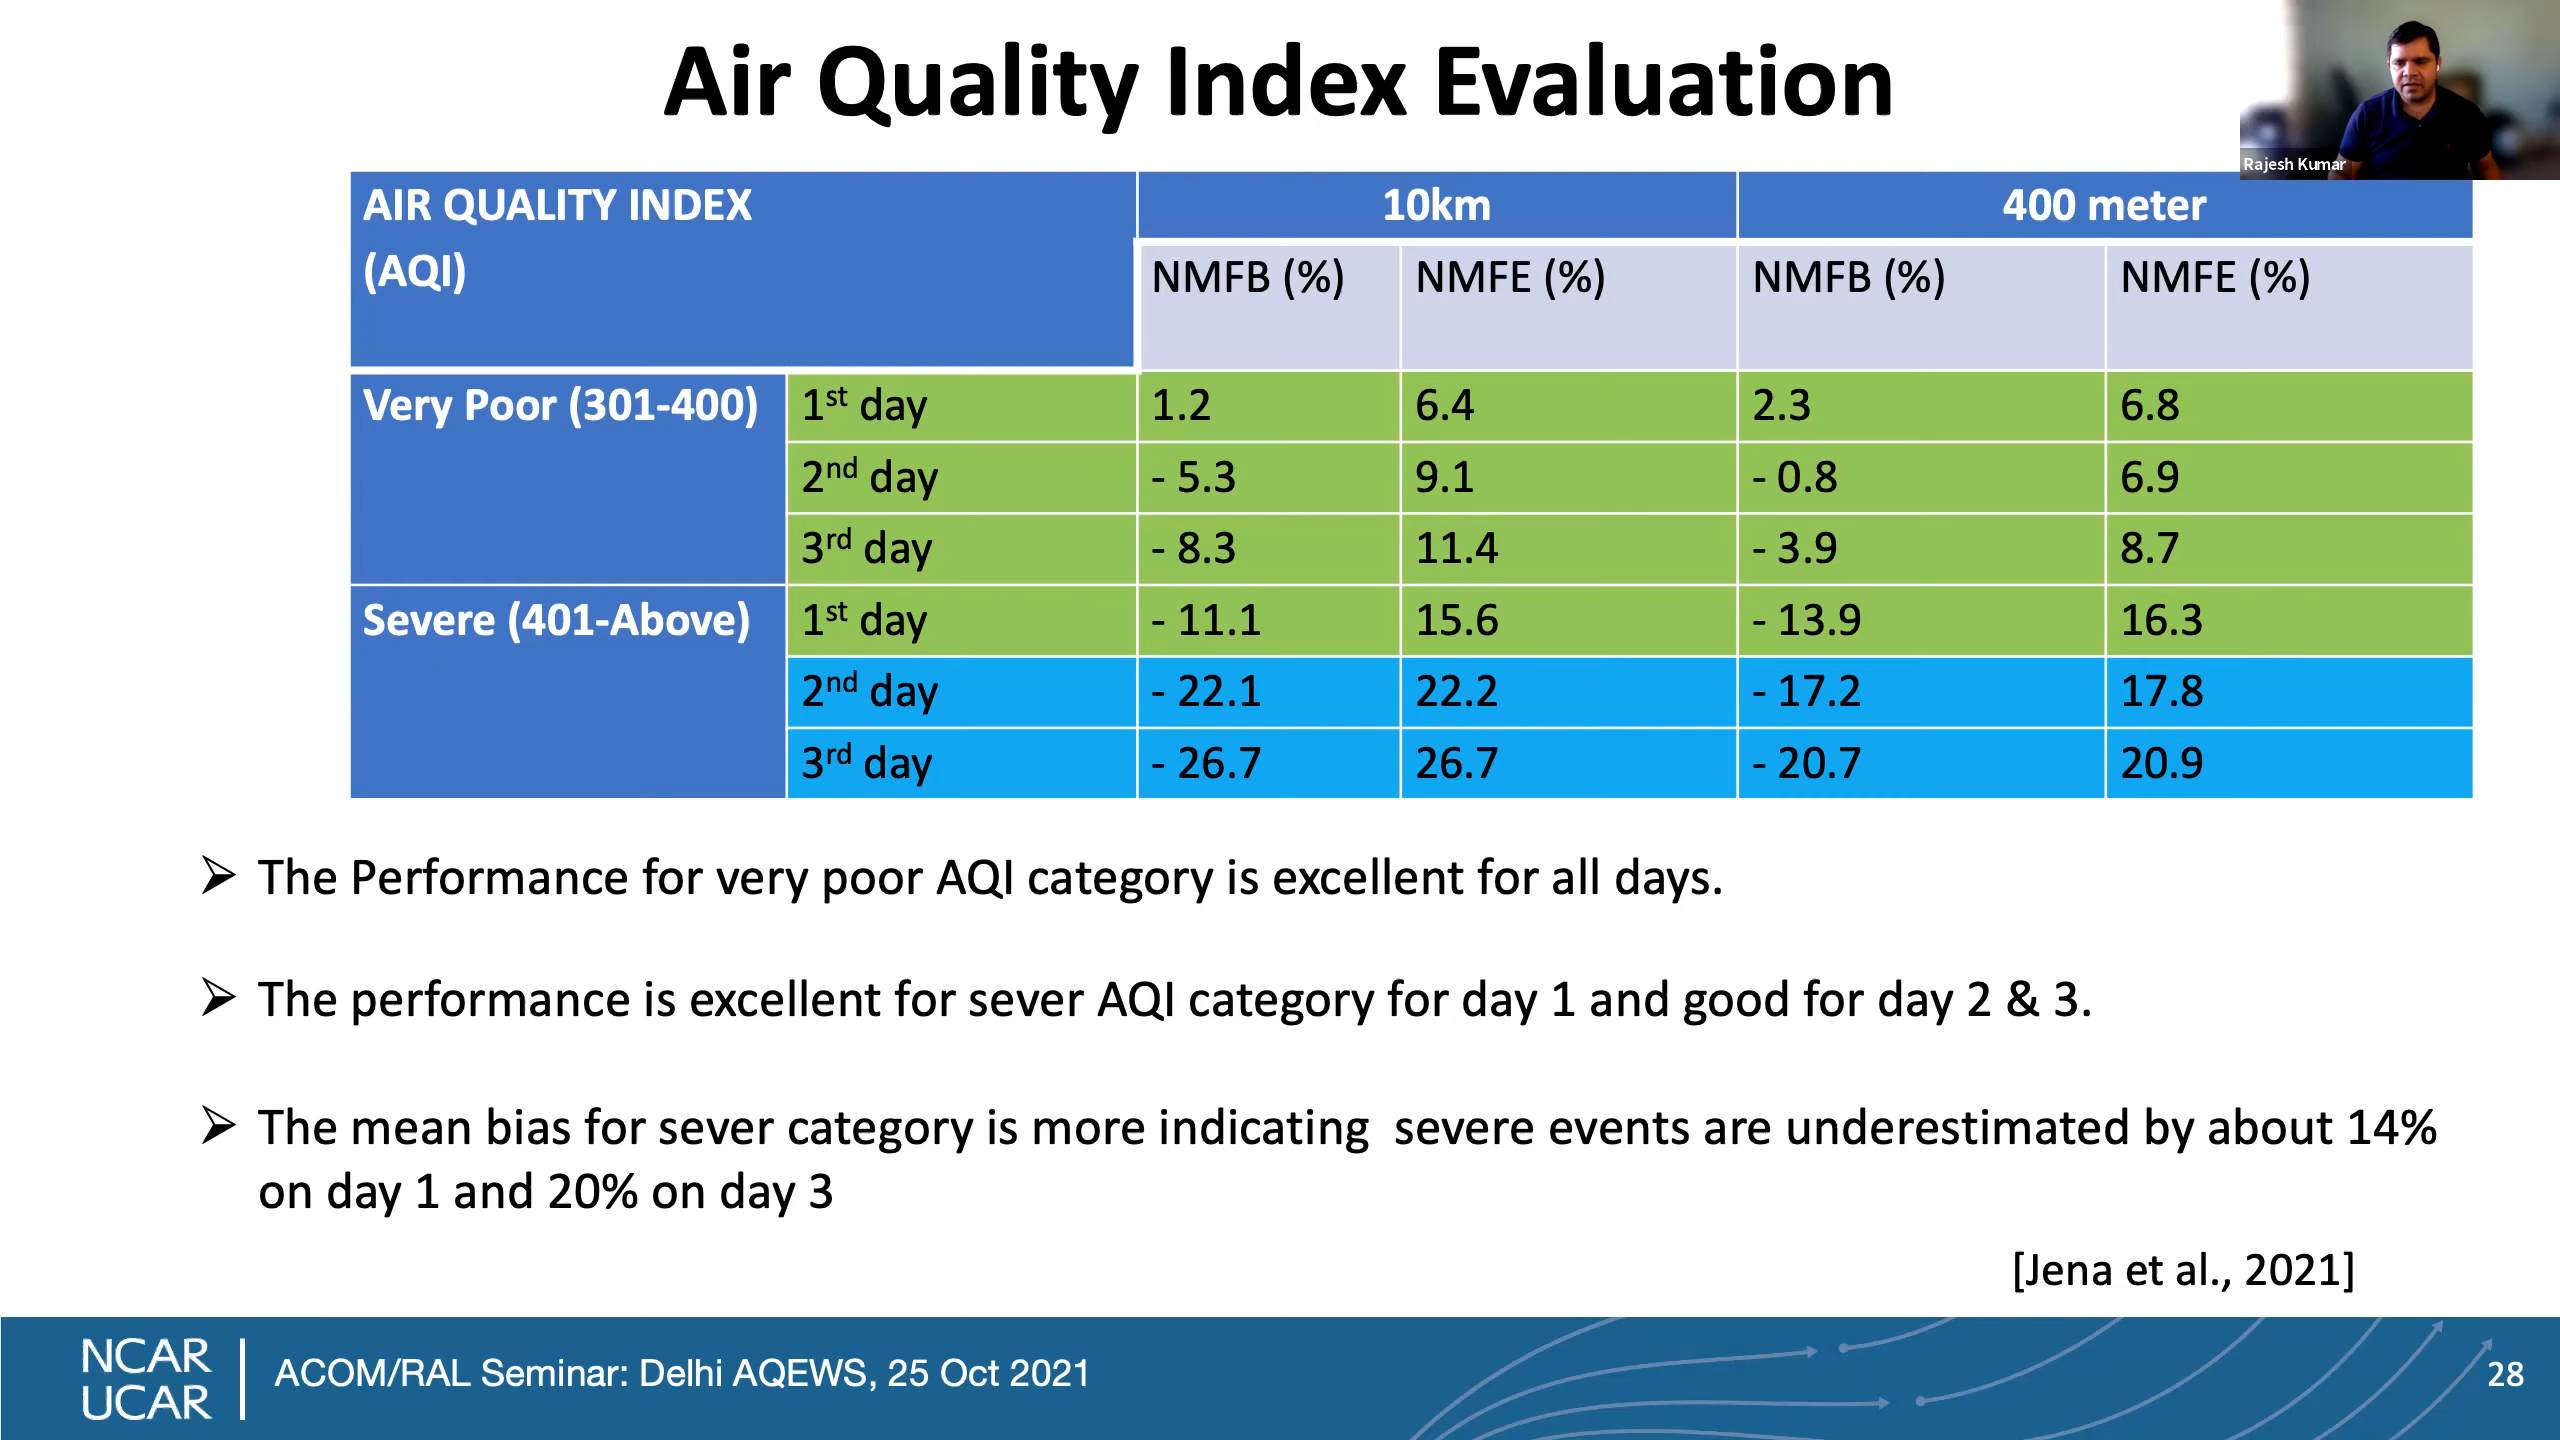 Air Quality Index Evaluation
Rajesh Kumar
AIR QUALITY INDEX 10km 400 meter
(AQI) NMFB (%) NMFE (%) NMFB (%) NMFE (%)
Very Poor (301-400) 1st day 1.2 6.4 2.3 6.8
2nd day - 5.3 9.1 - 0.8 6.9
3rd day - 8.3 11.4 - 3.9 8.7
Severe (401-Above) 1st day - 11.1 15.6 - 13.9 16.3
2nd day - 22.1 22.2 - 17.2 17.8
3rd day - 26.7 26.7 - 20.7 20.9
➢ The Performance for very poor AQI category is excellent for all days.
➢ The performance is excellent for sever AQI category for day 1 and good for day 2 & 3.
➢ The mean bias for sever category is more indicating  severe events are underestimated by about 14%
on day 1 and 20% on day 3
[Jena et al., 2021]
NCAR
UCAR
ACOM/RAL Seminar: Delhi AQEWS, 25 Oct 2021
28